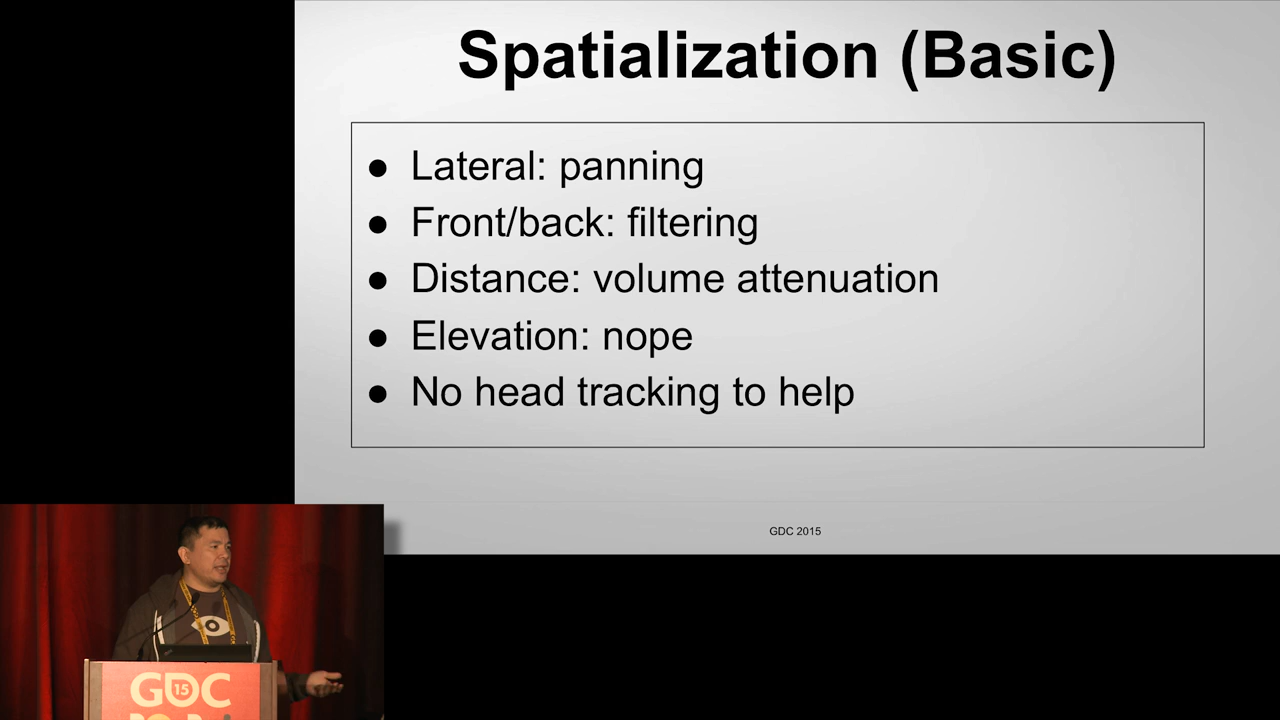 Spatialization (Basic)
● Lateral: panning
● Front/back: filtering
● Distance: volume attenuation
● Elevation: nope
● No head tracking to help
GDC 2015
GDC
15